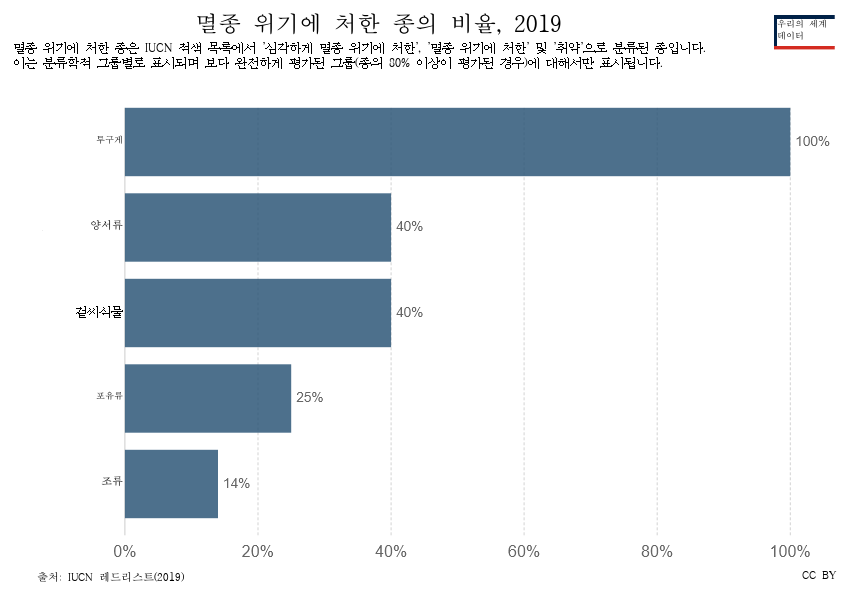 멸종 위기에 처한 종의 비율, 2019
우리의 세계
데이터
멸종 위기에 처한 종은 IUCN 적색 목록에서 '심각하게 멸종 위기에 처한', '멸종 위기에 처한' 및 '취약'으로 분류된 종입니다.
이는 분류학적 그룹별로 표시되며 보다 완전하게 평가된 그룹(종의 80% 이상이 평가된 경우)에 대해서만 표시됩니다.
투구게
100%
양서류
40%
겉씨식물
40%
포유류
25%
조류
14%
0% 20% 40% 60% 80% 100%
출처: IUCN 레드리스트(2019)
CC BY